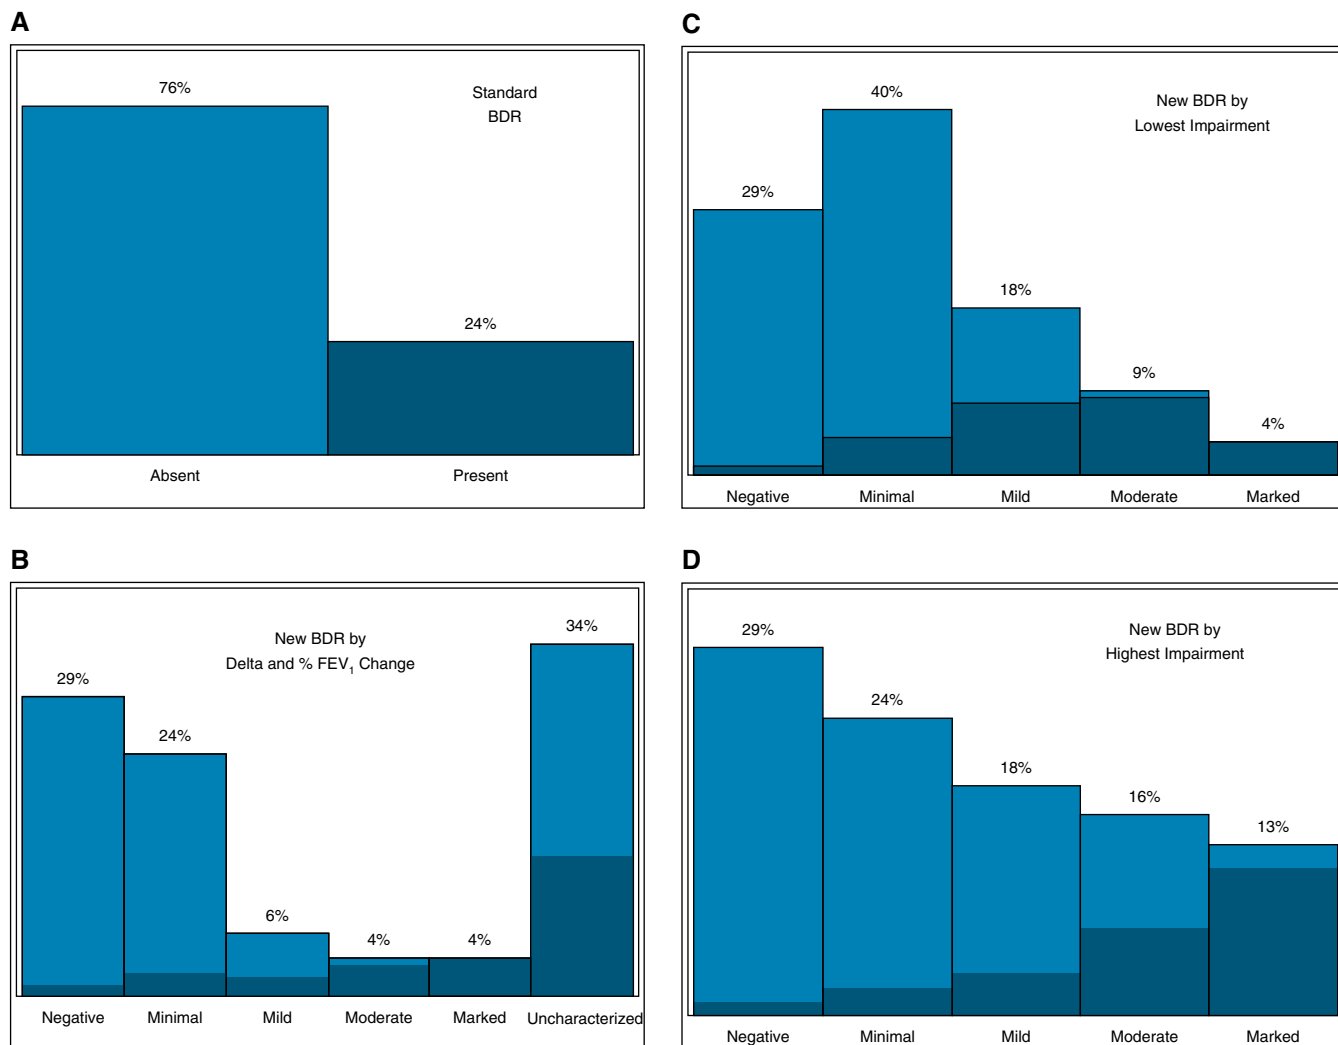 A
Standard
BDR
76%
24%
Absent
Present
B
New BDR by
Delta and % FEV₁ Change
29%
24%
6%
4%
4%
34%
Negative
Minimal
Mild
Moderate
Marked
Uncharacterized
C
New BDR by
Lowest Impairment
29%
40%
18%
9%
4%
Negative
Minimal
Mild
Moderate
Marked
D
New BDR by
Highest Impairment
29%
24%
18%
16%
13%
Negative
Minimal
Mild
Moderate
Marked